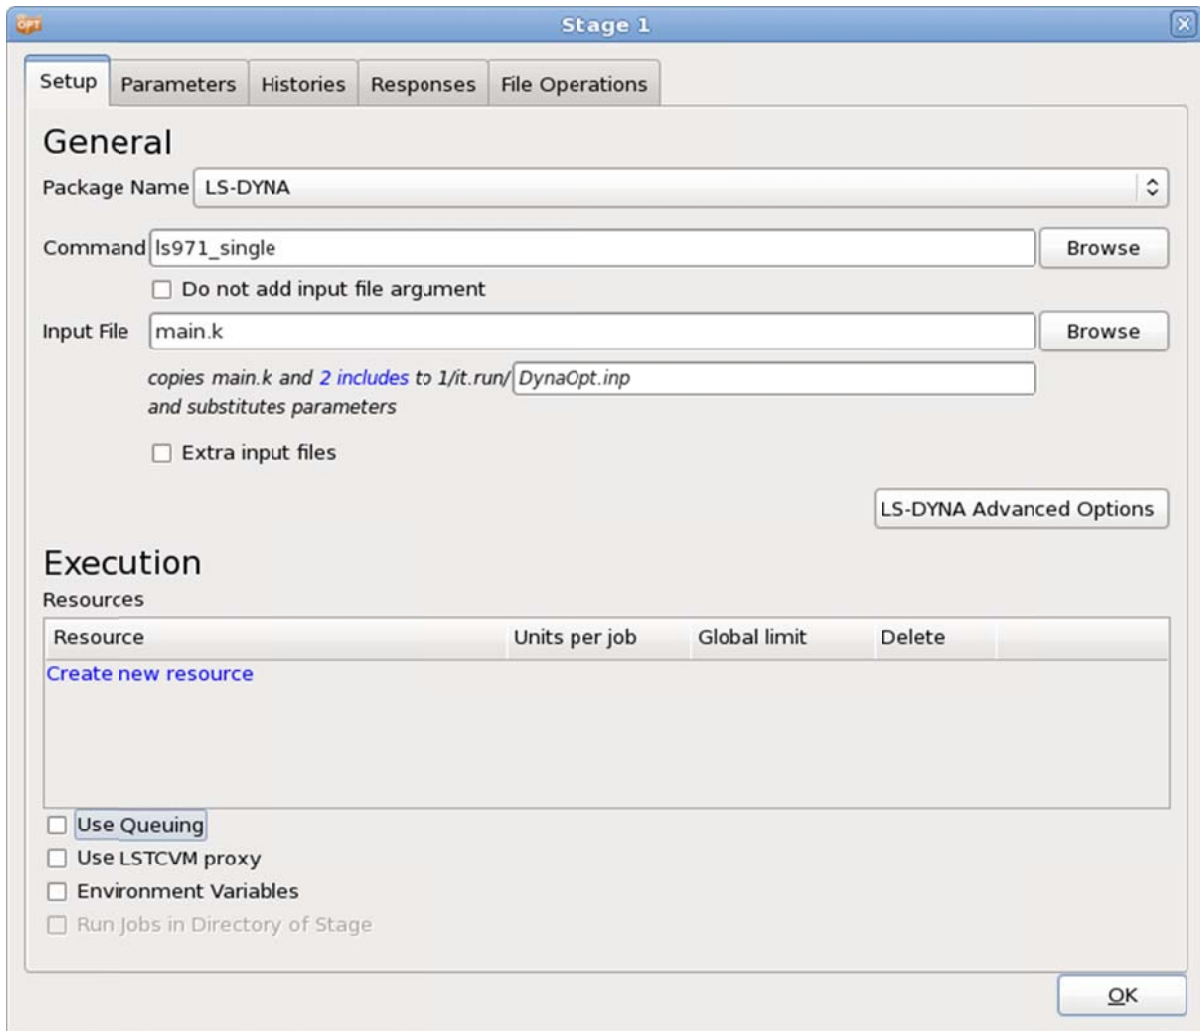 OPT
Stage 1
Setup Parameters Histories Responses File Operations
General
Package Name LS-DYNA
Command ls971_single Browse
Do not add input file argument
Input File main.k Browse
copies main.k and 2 includes to 1/it.run/ DynaOpt.inp
and substitutes parameters
Extra input files
LS-DYNA Advanced Options
Execution
Resources
Resource Units per job Global limit Delete
Create new resource
Use Queuing
Use LSTCVM proxy
Environment Variables
Run Jobs in Directory of Stage
OK